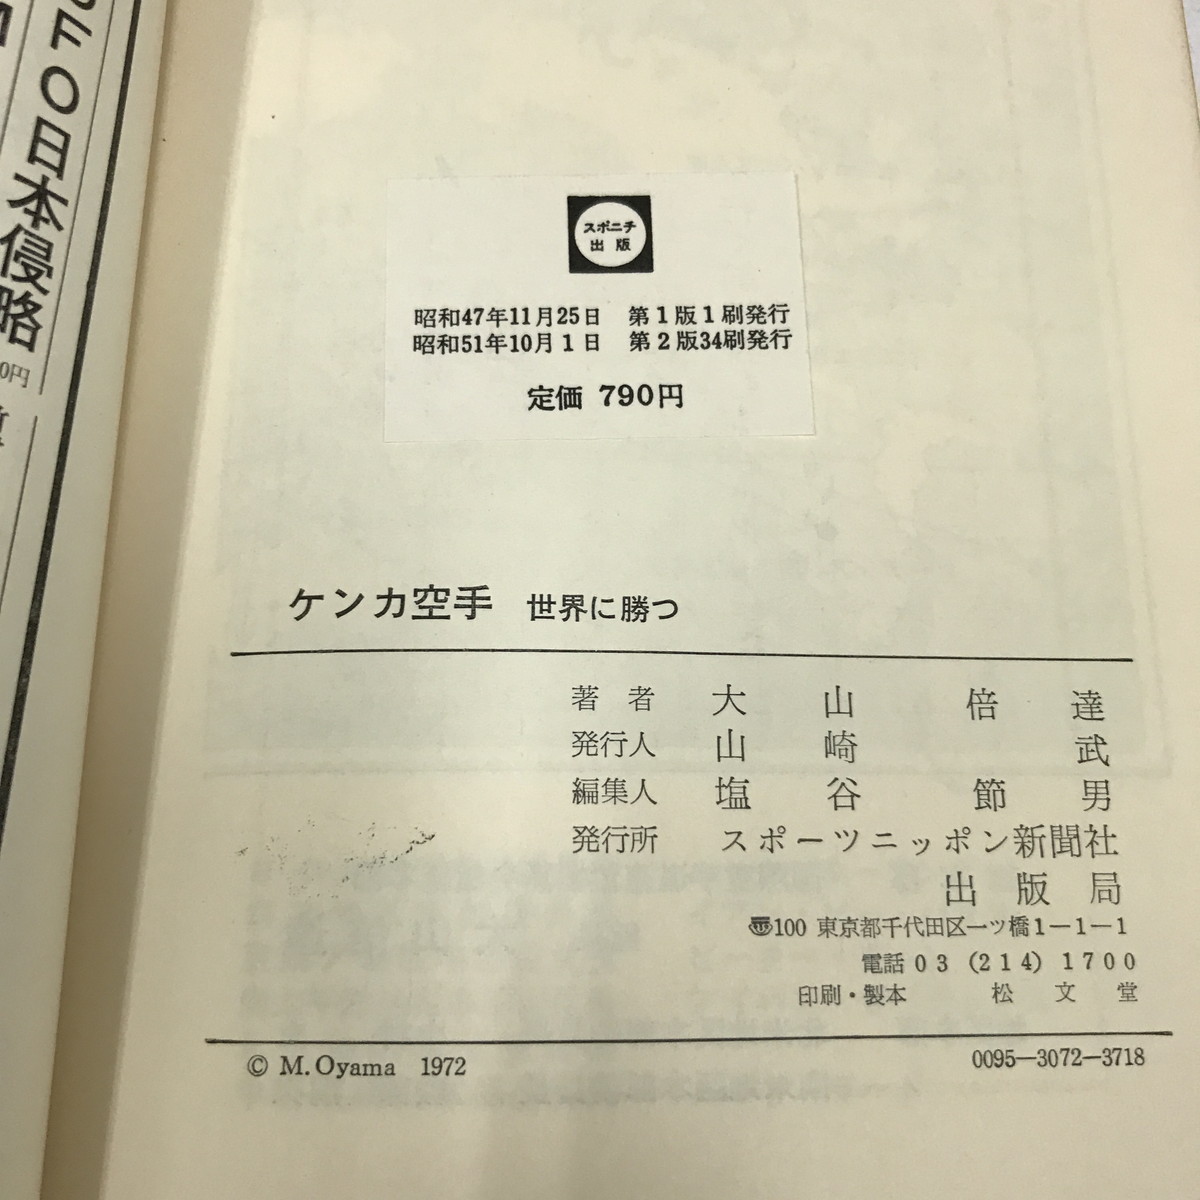 FO日本侵略
0円
スポニチ
出版
昭和47年11月25日 第1版1刷発行
昭和51年10月1日 第2版34刷発行
定価 790円
ケンカ空手 世界に勝つ
著者 大山倍達
発行人 山崎武
編集人 塩谷節男
発行所 スポーツニッポン新聞社
出版局
〠100 東京都千代田区一ツ橋1―1―1
電話03(214)1700
印刷・製本 松文堂
© M.Oyama 1972
0095―3072―3718